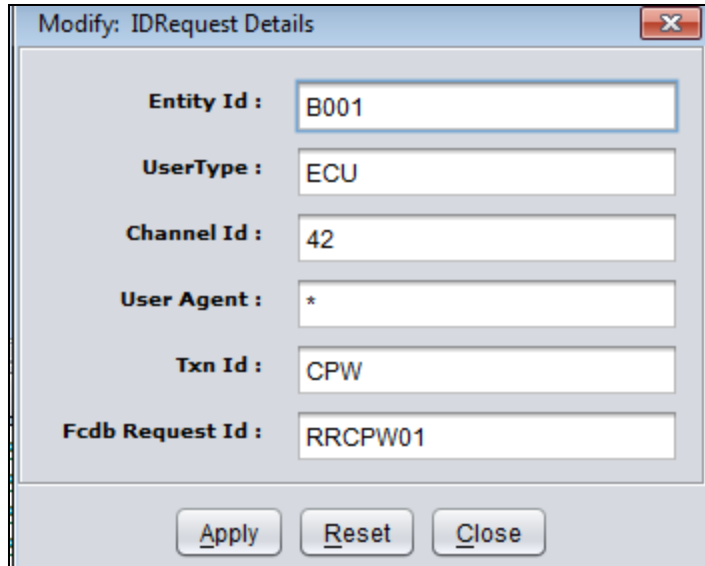 Modify: IDRequest Details
Entity Id : B001
UserType : ECU
Channel Id : 42
User Agent : *
Txn Id : CPW
Fcdb Request Id : RRCPW01
Apply Reset Close